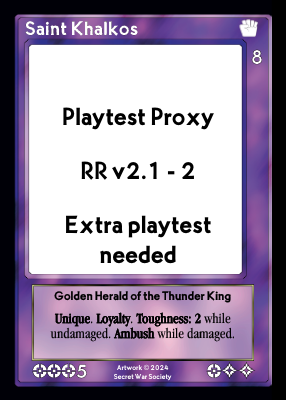 Saint Khalkos
8
Playtest Proxy
RR v2.1 - 2
Extra playtest
needed
Golden Herald of the Thunder King
Unique. Loyalty. Toughness: 2 while
undamaged. Ambush while damaged.
5
Artwork © 2024
Secret War Society